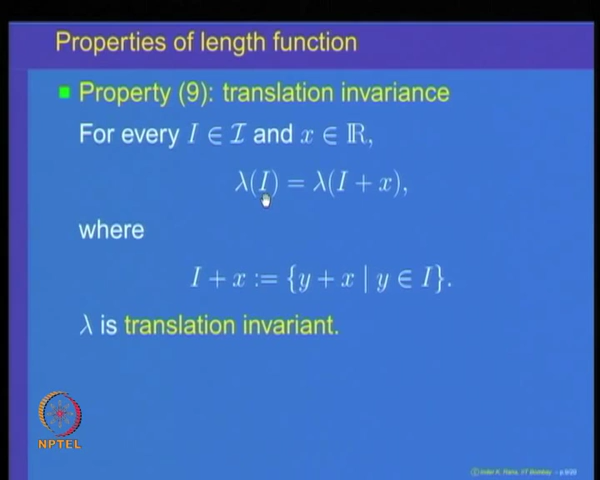 Properties of length function
Property (9): translation invariance
For every I ∈ 𝓘 and x ∈ ℝ,
λ(I) = λ(I + x),
where
I + x := {y + x | y ∈ I}.
λ is translation invariant.
NPTEL